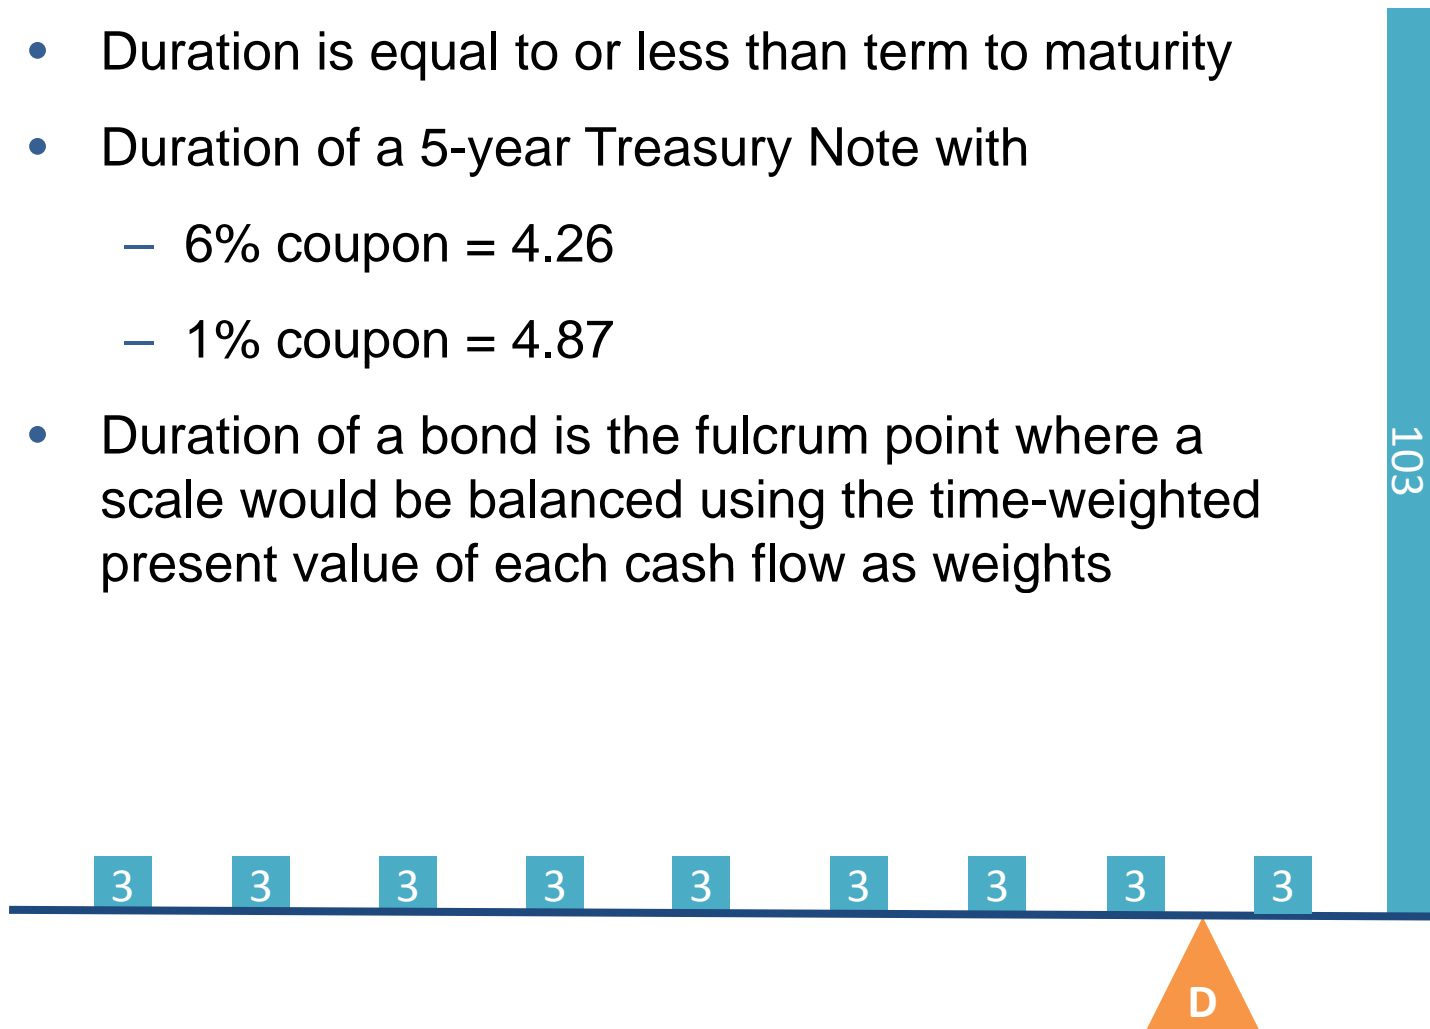 • Duration is equal to or less than term to maturity
• Duration of a 5-year Treasury Note with
– 6% coupon = 4.26
– 1% coupon = 4.87
• Duration of a bond is the fulcrum point where a
scale would be balanced using the time-weighted
present value of each cash flow as weights
103
3 3 3 3 3 3 3 3 3
D